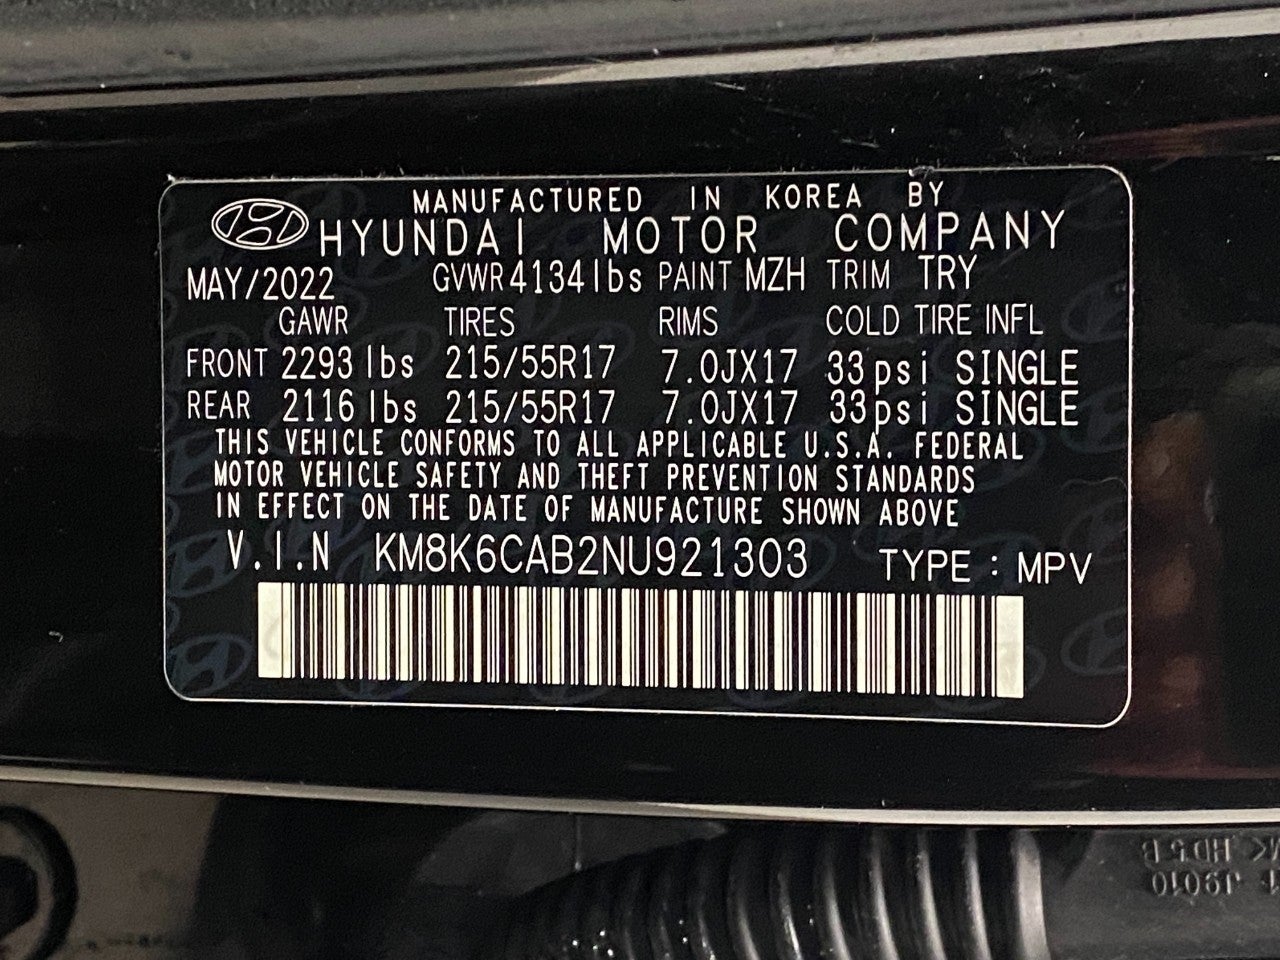 MANUFACTURED IN KOREA BY
HYUNDAI MOTOR COMPANY
MAY/2022 GVWR 4134 lbs PAINT MZH TRIM TRY
GAWR TIRES RIMS COLD TIRE INFL
FRONT 2293 lbs 215/55R17 7.0JX17 33 psi SINGLE
REAR 2116 lbs 215/55R17 7.0JX17 33psi SINGLE
THIS VEHICLE CONFORMS TO ALL APPLICABLE U.S.A. FEDERAL
MOTOR VEHICLE SAFETY AND THEFT PREVENTION STANDARDS
IN EFFECT ON THE DATE OF MANUFACTURE SHOWN ABOVE
V.I.N KM8K6CAB2NU921303 TYPE : MPV
J9010